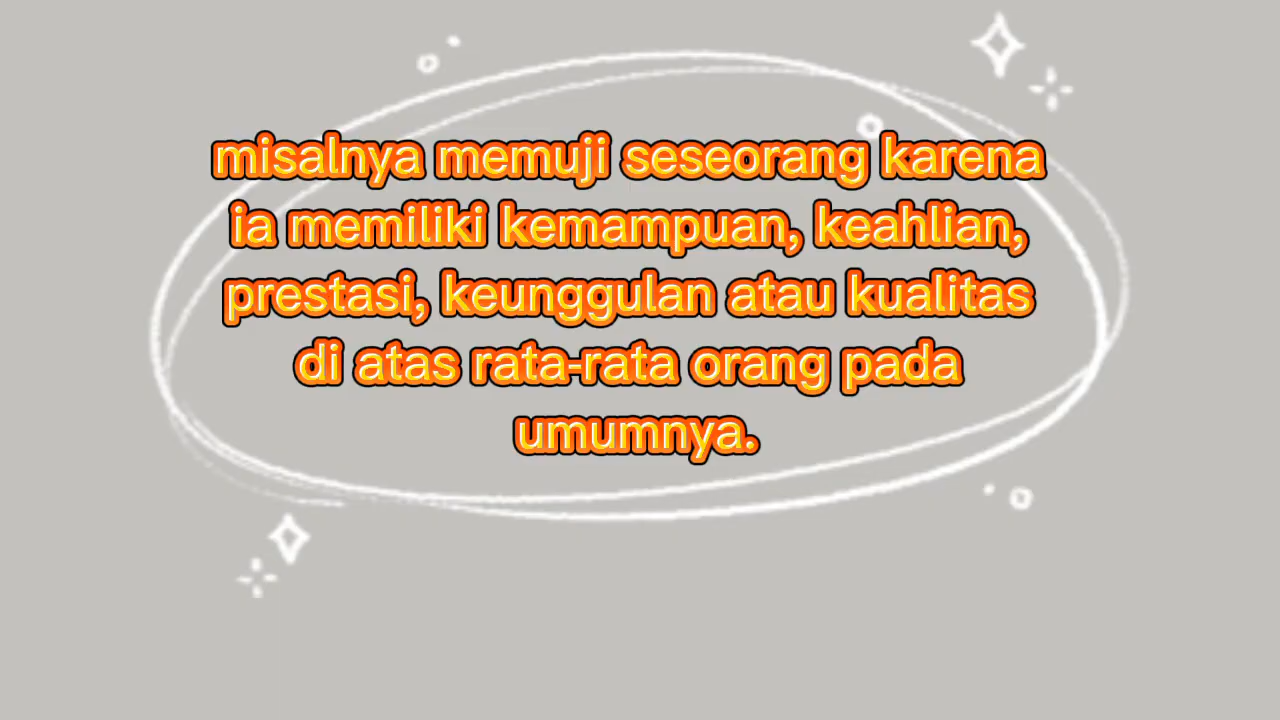 misalnya memuji seseorang karena
ia memiliki kemampuan, keahlian,
prestasi, keunggulan atau kualitas
di atas rata-rata orang pada
umumnya.